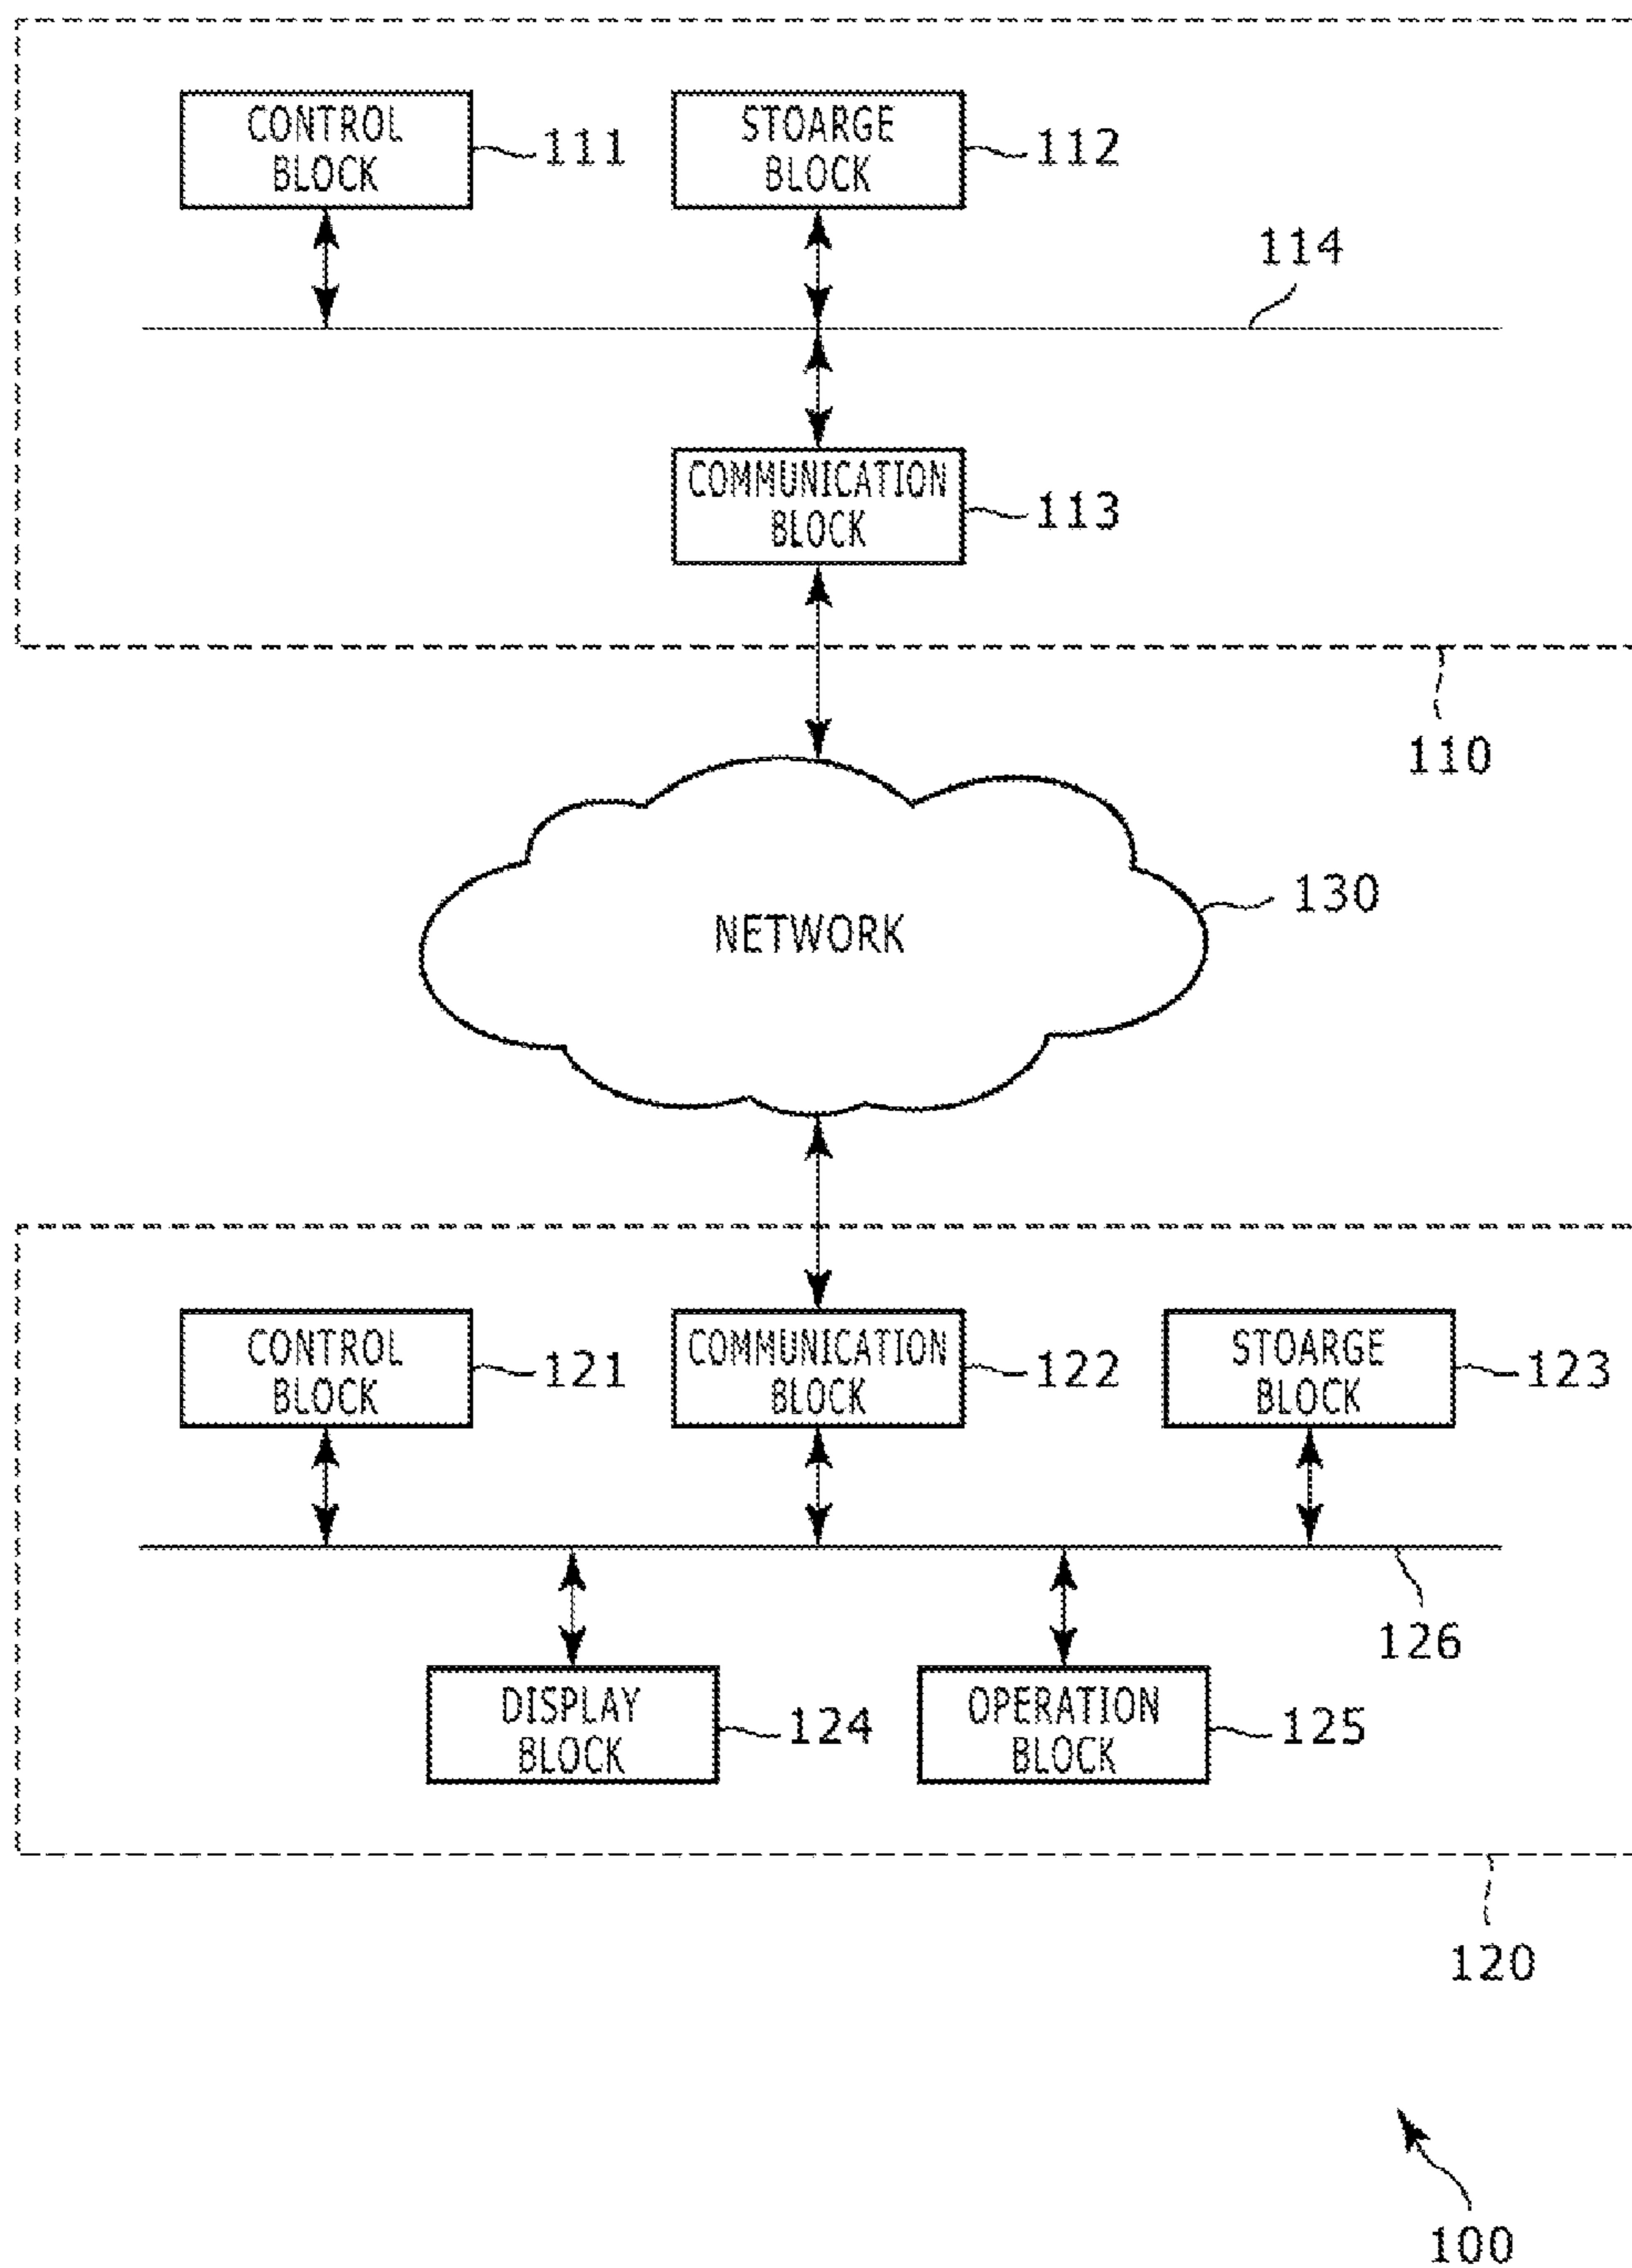 CONTROL
BLOCK
111
STOARGE
BLOCK
112
114
COMMUNICATION
BLOCK
113
110
NETWORK
130
CONTROL
BLOCK
121
COMMUNICATION
BLOCK
122
STOARGE
BLOCK
123
126
DISPLAY
BLOCK
124
OPERATION
BLOCK
125
120
100